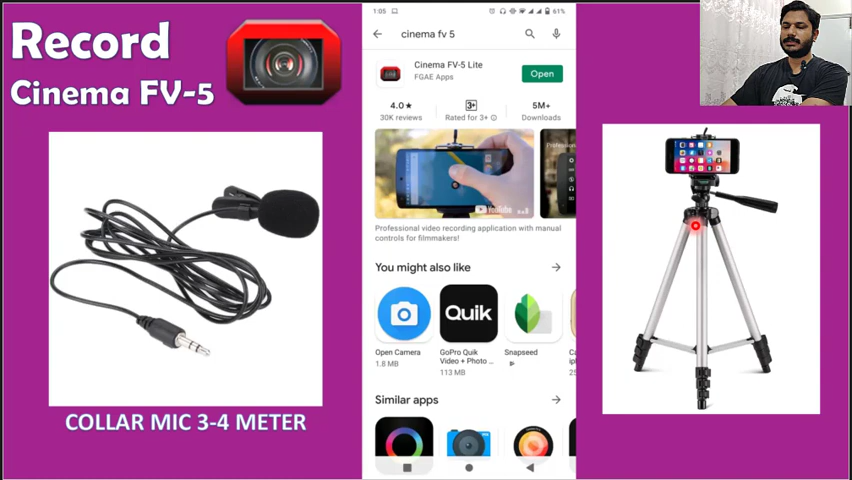 Record
Cinema FV-5
COLLAR MIC 3-4 METER
1:05
61%
cinema fv 5
Cinema FV-5 Lite
FGAE Apps
Open
4.0★
30K reviews
3+
Rated for 3+
5M+
Downloads
YouTube
Professional video recording application with manual
controls for filmmakers!
You might also like
Quik
Open Camera
1.8 MB
GoPro Quik
Video + Photo ...
113 MB
Snapseed
Similar apps